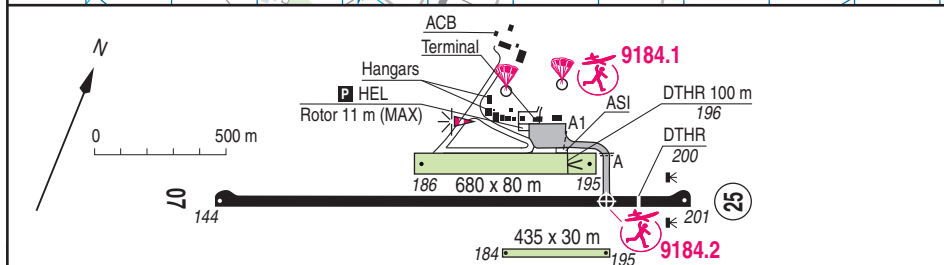 N
ACB
Terminal
9184.1
Hangars
P HEL
Rotor 11 m (MAX)
A1
ASI
DTHR 100 m
196
0 500 m
DTHR
200
A
186 680 x 80 m 195
07
144
201
25
9184.2
435 x 30 m
184 195